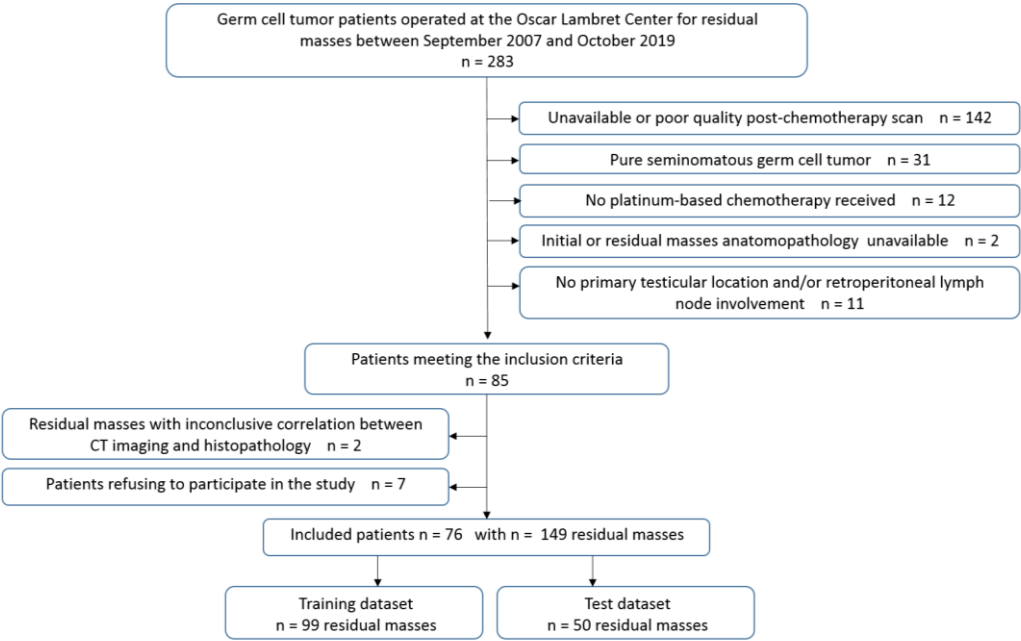 Germ cell tumor patients operated at the Oscar Lambret Center for residual
masses between September 2007 and October 2019
n = 283
Unavailable or poor quality post-chemotherapy scan n = 142
Pure seminomatous germ cell tumor n = 31
No platinum-based chemotherapy received n = 12
Initial or residual masses anatomopathology unavailable n = 2
No primary testicular location and/or retroperitoneal lymph
node involvement n = 11
Patients meeting the inclusion criteria
n = 85
Residual masses with inconclusive correlation between
CT imaging and histopathology n = 2
Patients refusing to participate in the study n = 7
Included patients n = 76 with n = 149 residual masses
Training dataset
n = 99 residual masses
Test dataset
n = 50 residual masses